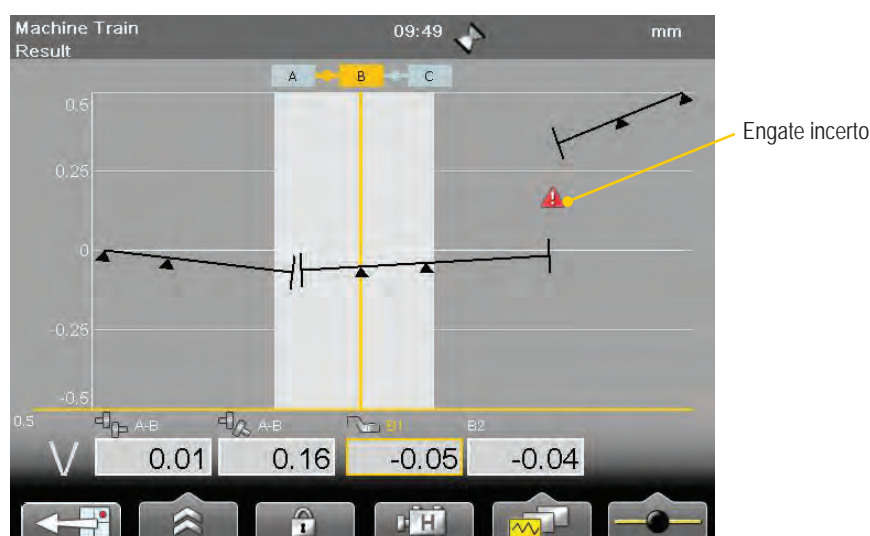 Machine Train
Result
09:49
mm
A B C
0.5
0.25
0
-0.25
-0.5
0.5
A-B A-B B1 B2
V 0.01 0.16 -0.05 -0.04
H
Engate incerto